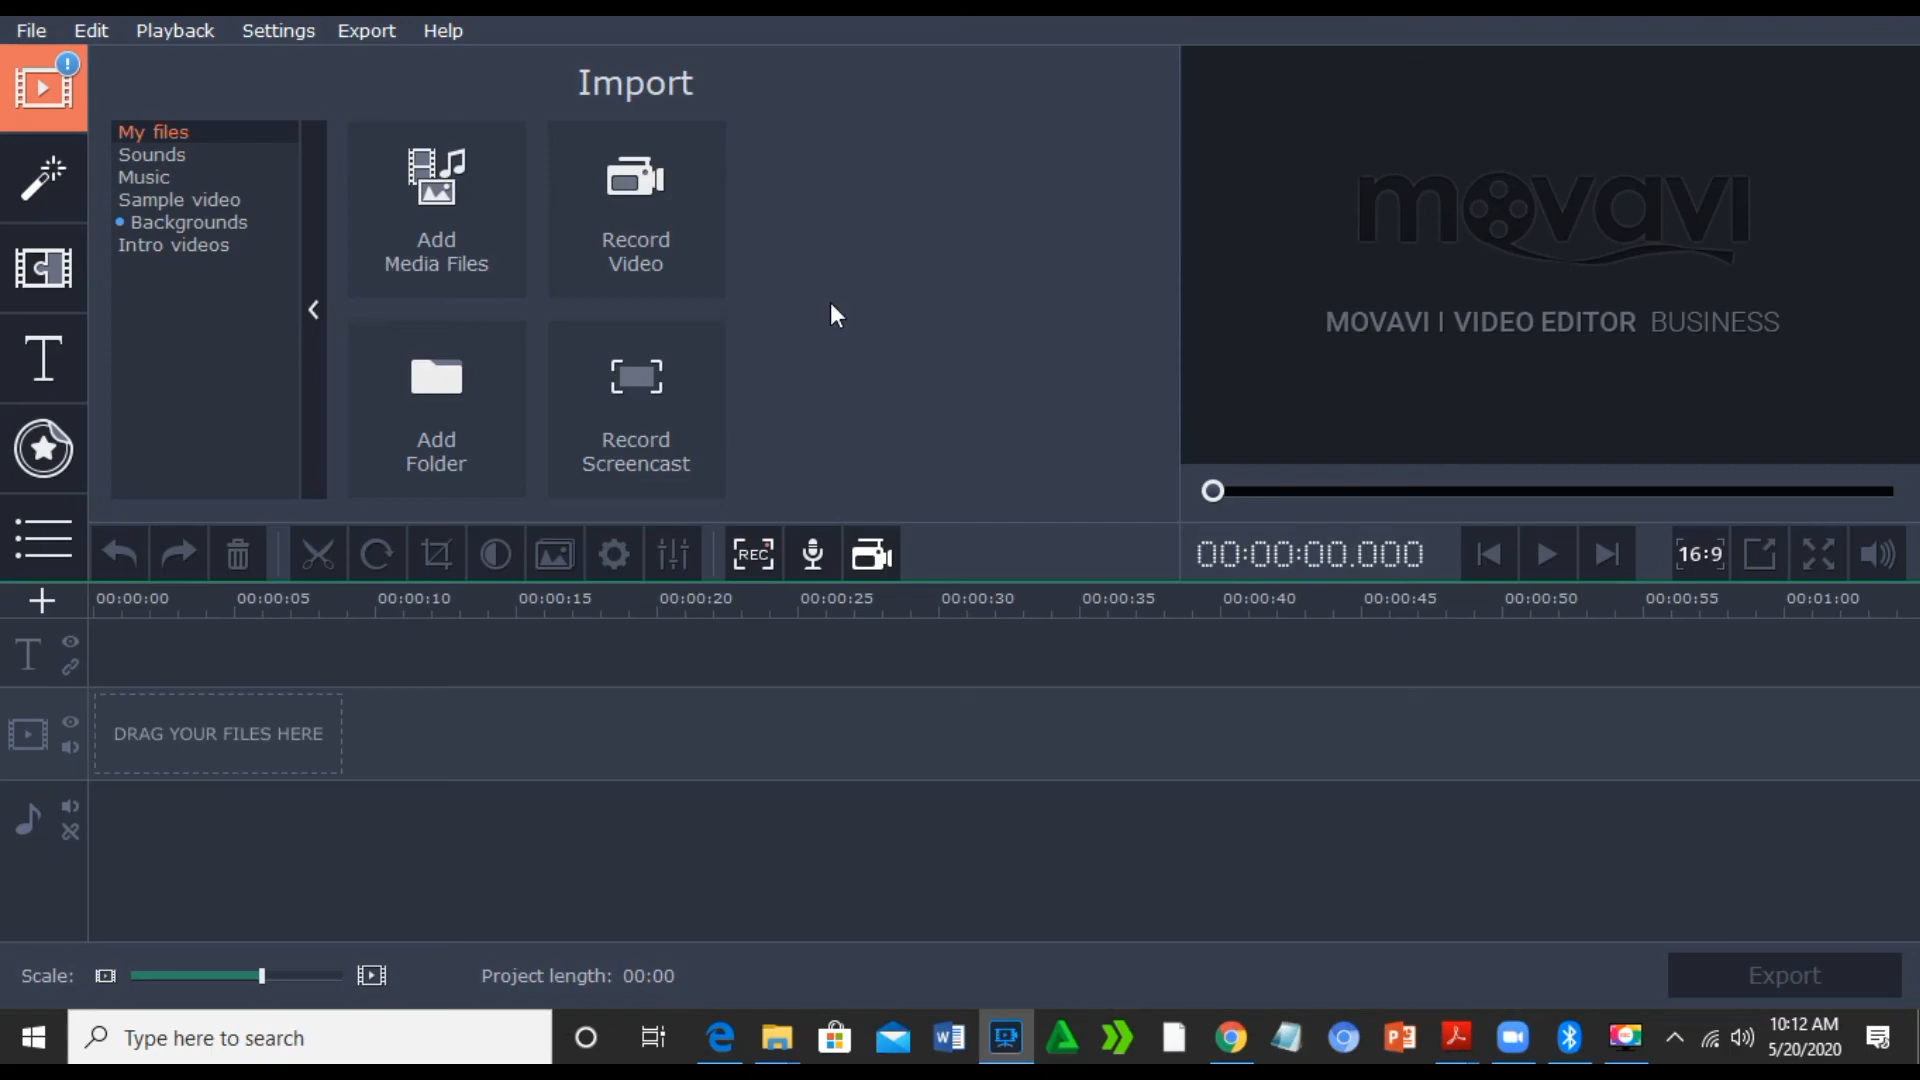 File Edit Playback Settings Export Help
Import
My files
Sounds
Music
Sample video
Backgrounds
Intro videos
Add
Media Files
Record
Video
Add
Folder
Record
Screencast
movavi
MOVAVI | VIDEO EDITOR BUSINESS
REC
00:00:00.000
16:9
00:00:00 00:00:05 00:00:10 00:00:15 00:00:20 00:00:25 00:00:30 00:00:35 00:00:40 00:00:45 00:00:50 00:00:55 00:01:00
T
DRAG YOUR FILES HERE
Scale:
Project length: 00:00
Export
Type here to search
10:12 AM
5/20/2020